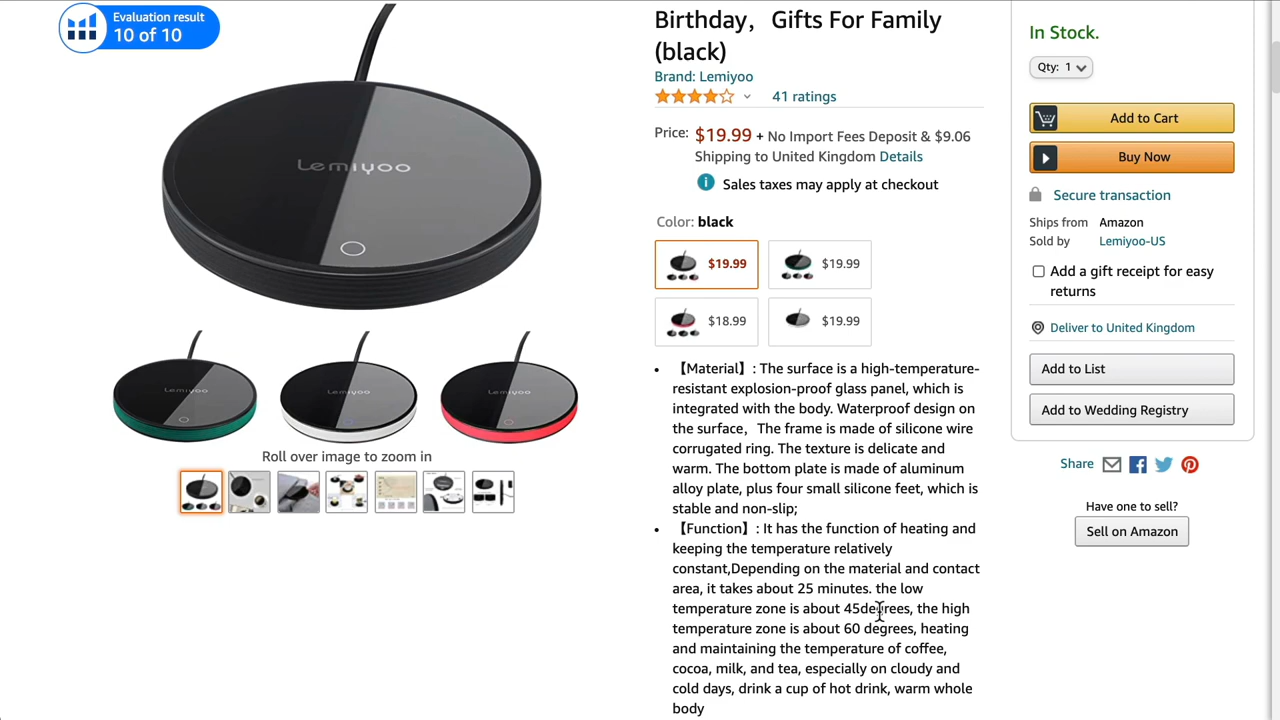 Evaluation result
10 of 10
Lemiyoo
Lemiyoo
Lemiyoo
Lemiyoo
Roll over image to zoom in
Birthday，Gifts For Family
(black)
Brand: Lemiyoo
41 ratings
Price: $19.99 + No Import Fees Deposit & $9.06
Shipping to United Kingdom Details
Sales taxes may apply at checkout
Color: black
$19.99
$19.99
$18.99
$19.99
• 【Material】: The surface is a high-temperature-
resistant explosion-proof glass panel, which is
integrated with the body. Waterproof design on
the surface，The frame is made of silicone wire
corrugated ring. The texture is delicate and
warm. The bottom plate is made of aluminum
alloy plate, plus four small silicone feet, which is
stable and non-slip;
• 【Function】: It has the function of heating and
keeping the temperature relatively
constant,Depending on the material and contact
area, it takes about 25 minutes. the low
temperature zone is about 45degrees, the high
temperature zone is about 60 degrees, heating
and maintaining the temperature of coffee,
cocoa, milk, and tea, especially on cloudy and
cold days, drink a cup of hot drink, warm whole
body
In Stock.
Qty: 1
Add to Cart
Buy Now
Secure transaction
Ships from Amazon
Sold by Lemiyoo-US
Add a gift receipt for easy
returns
Deliver to United Kingdom
Add to List
Add to Wedding Registry
Share
Have one to sell?
Sell on Amazon